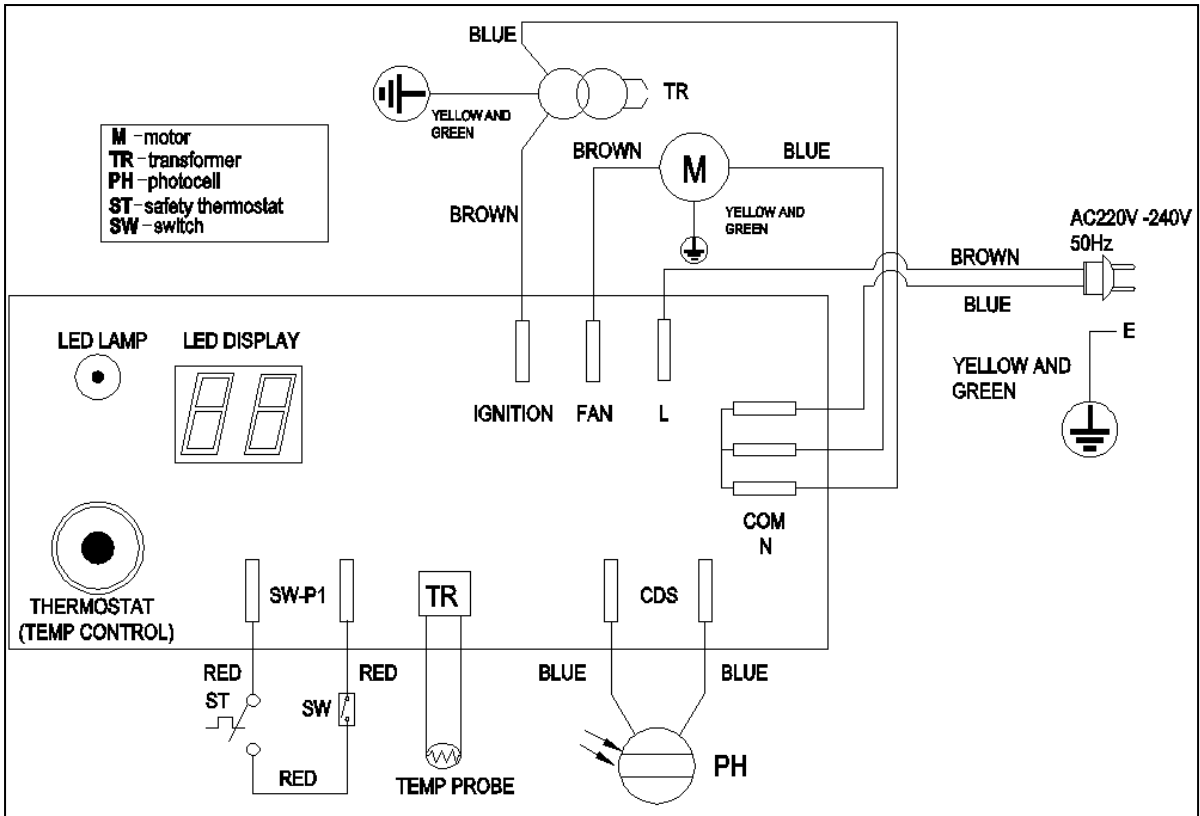 BLUE
TR
YELLOW AND
GREEN
M - motor
TR - transformer
PH - photocell
ST - safety thermostat
SW - switch
BROWN
M
BLUE
BROWN
YELLOW AND
GREEN
AC220V -240V
50Hz
BROWN
BLUE
E
YELLOW AND
GREEN
LED LAMP
LED DISPLAY
88
IGNITION
FAN
L
COM
N
THERMOSTAT
(TEMP CONTROL)
SW-P1
TR
CDS
RED
RED
BLUE
BLUE
ST
SW
RED
TEMP PROBE
PH